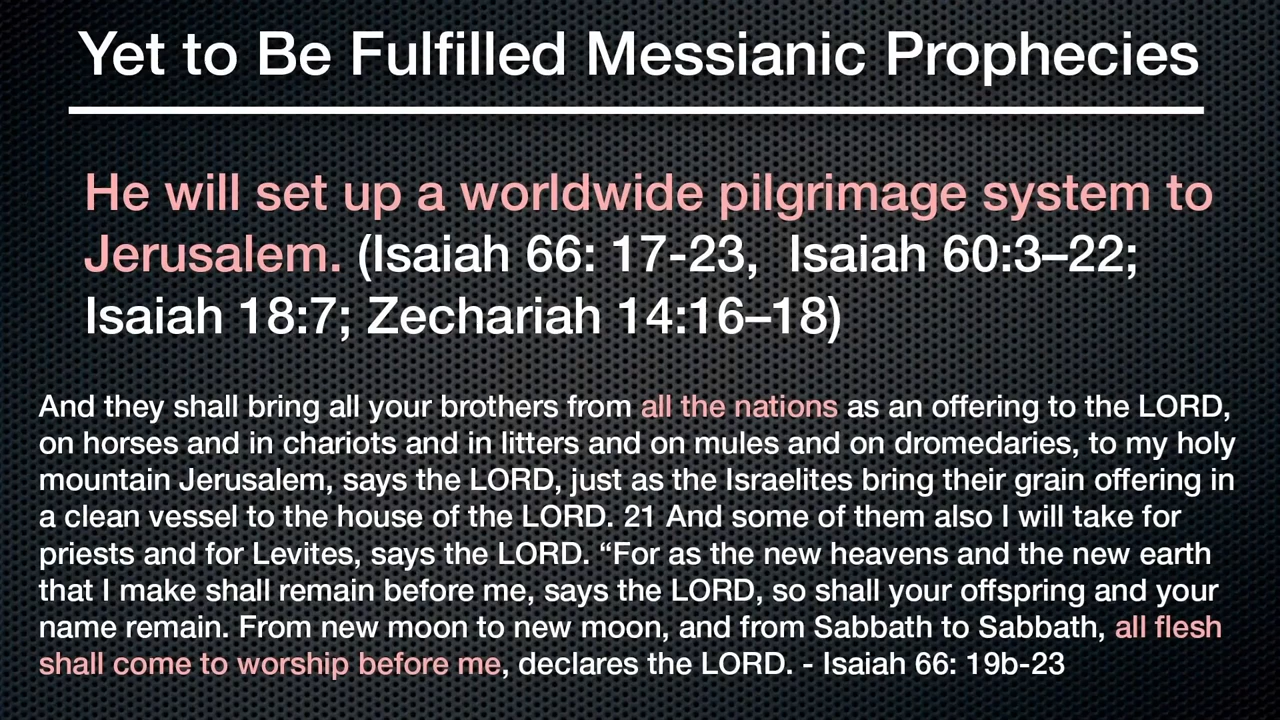 Yet to Be Fulfilled Messianic Prophecies
He will set up a worldwide pilgrimage system to
Jerusalem. (Isaiah 66: 17-23,  Isaiah 60:3–22;
Isaiah 18:7; Zechariah 14:16–18)
And they shall bring all your brothers from all the nations as an offering to the LORD,
on horses and in chariots and in litters and on mules and on dromedaries, to my holy
mountain Jerusalem, says the LORD, just as the Israelites bring their grain offering in
a clean vessel to the house of the LORD. 21 And some of them also I will take for
priests and for Levites, says the LORD. “For as the new heavens and the new earth
that I make shall remain before me, says the LORD, so shall your offspring and your
name remain. From new moon to new moon, and from Sabbath to Sabbath, all flesh
shall come to worship before me, declares the LORD. - Isaiah 66: 19b-23